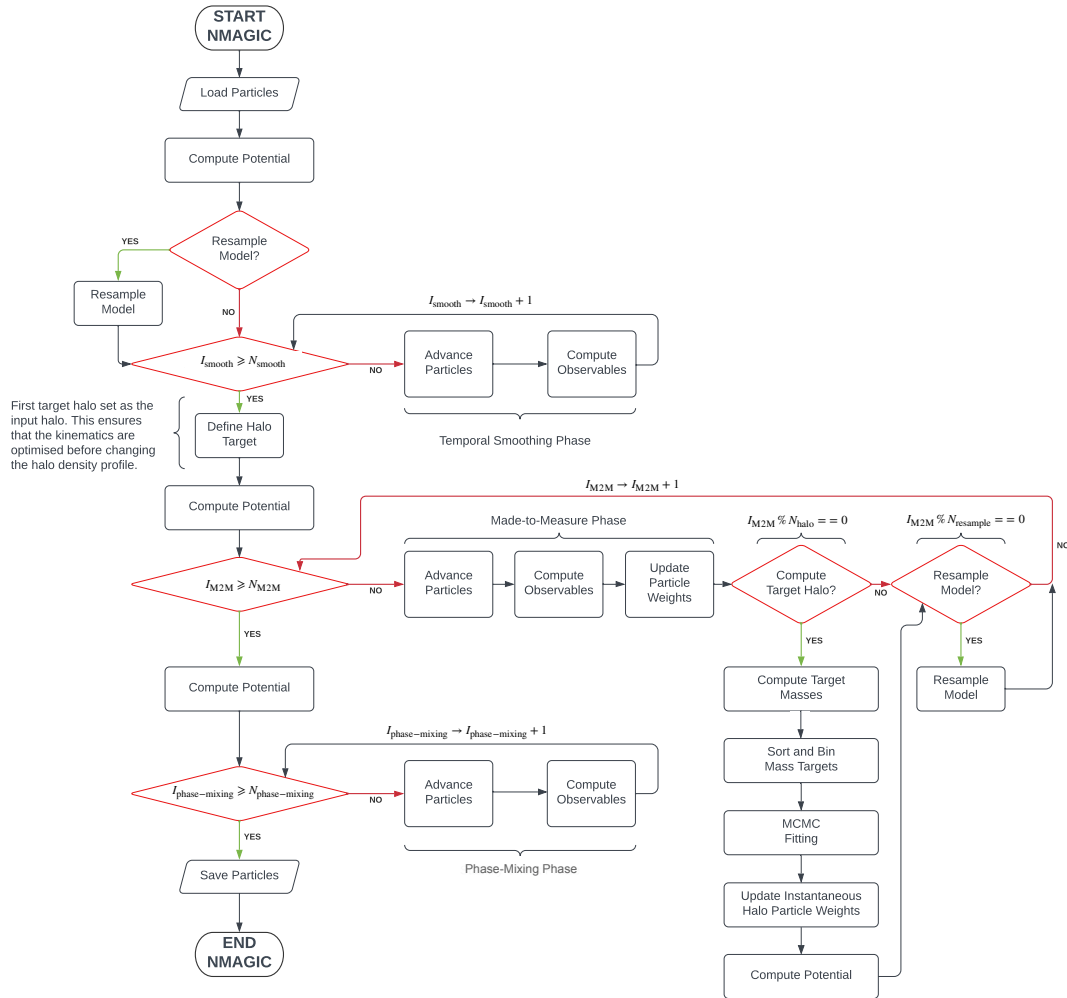 START
NMAGIC
Load Particles
Compute Potential
Resample
Model?
YES
Resample
Model
NO
I_smooth → I_smooth + 1
I_smooth ⩾ N_smooth
NO
Advance
Particles
Compute
Observables
Temporal Smoothing Phase
YES
First target halo set as the
input halo. This ensures
that the kinematics are
optimised before changing
the halo density profile.
Define Halo
Target
Compute Potential
I_M2M → I_M2M + 1
I_M2M ⩾ N_M2M
NO
Made-to-Measure Phase
Advance
Particles
Compute
Observables
Update
Particle
Weights
I_M2M % N_halo == 0
Compute
Target Halo?
NO
I_M2M % N_resample == 0
Resample
Model?
NO
YES
Resample
Model
YES
Compute Target
Masses
Sort and Bin
Mass Targets
MCMC
Fitting
Update Instantaneous
Halo Particle Weights
Compute Potential
YES
Compute Potential
I_phase−mixing → I_phase−mixing + 1
I_phase−mixing ⩾ N_phase−mixing
NO
Advance
Particles
Compute
Observables
Phase-Mixing Phase
YES
Save Particles
END
NMAGIC